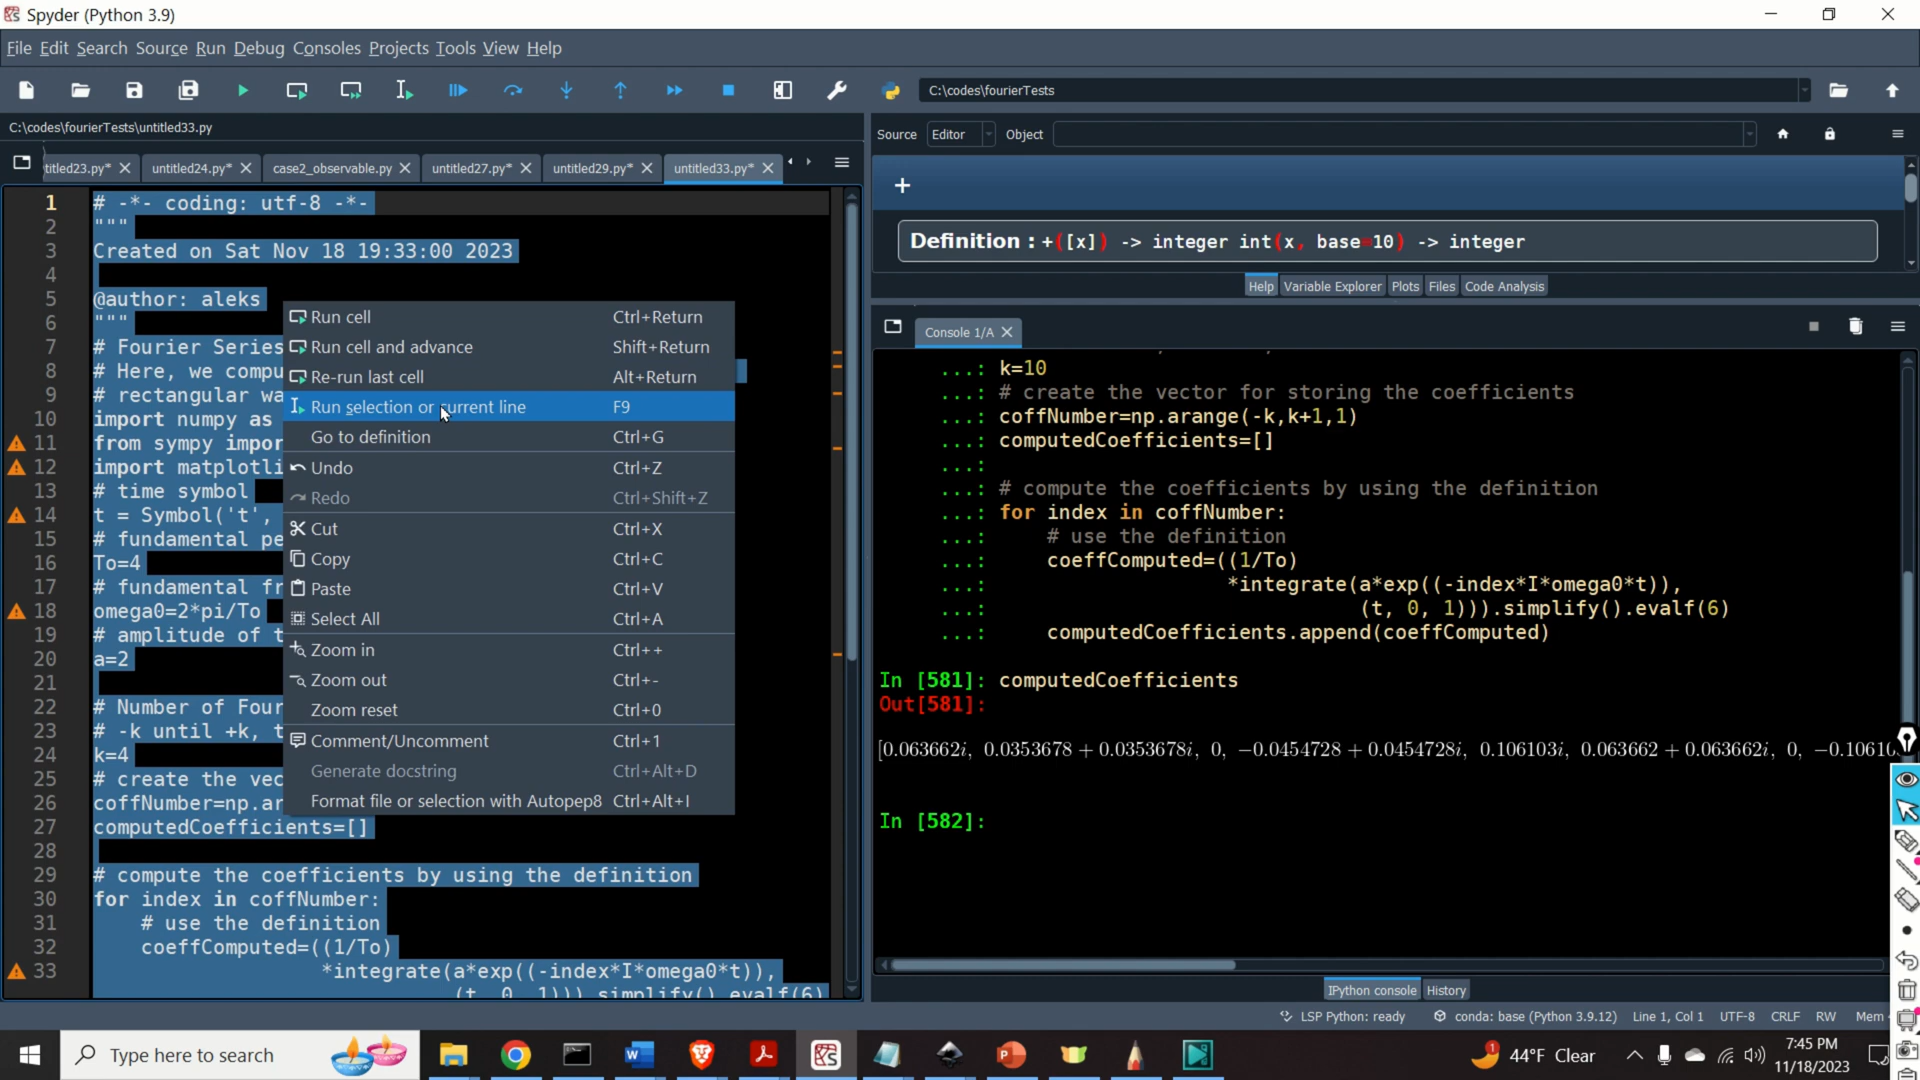 Spyder (Python 3.9)
File Edit Search Source Run Debug Consoles Projects Tools View Help
C:\codes\fourierTests
C:\codes\fourierTests\untitled33.py
titled23.py* untitled24.py* case2_observable.py untitled27.py* untitled29.py* untitled33.py*
1 # -*- coding: utf-8 -*-
2 """
3 Created on Sat Nov 18 19:33:00 2023
4
5 @author: aleks
6 """
7 # Fourier Series
8 # Here, we compu
9 # rectangular wa
10 import numpy as
11 from sympy impor
12 import matplotli
13 # time symbol
14 t = Symbol('t',
15 # fundamental pe
16 To=4
17 # fundamental fr
18 omega0=2*pi/To
19 # amplitude of t
20 a=2
21
22 # Number of Four
23 # -k until +k, t
24 k=4
25 # create the vec
26 coffNumber=np.ar
27 computedCoefficients=[]
28
29 # compute the coefficients by using the definition
30 for index in coffNumber:
31 # use the definition
32 coeffComputed=((1/To)
33 *integrate(a*exp((-index*I*omega0*t)),
(t, 0, 1))).simplify().evalf(6)
Run cell Ctrl+Return
Run cell and advance Shift+Return
Re-run last cell Alt+Return
Run selection or current line F9
Go to definition Ctrl+G
Undo Ctrl+Z
Redo Ctrl+Shift+Z
Cut Ctrl+X
Copy Ctrl+C
Paste Ctrl+V
Select All Ctrl+A
Zoom in Ctrl++
Zoom out Ctrl+-
Zoom reset Ctrl+0
Comment/Uncomment Ctrl+1
Generate docstring Ctrl+Alt+D
Format file or selection with Autopep8 Ctrl+Alt+I
Source Editor Object
+
Definition : +([x]) -> integer int(x, base=10) -> integer
Help Variable Explorer Plots Files Code Analysis
Console 1/A
...: k=10
...: # create the vector for storing the coefficients
...: coffNumber=np.arange(-k,k+1,1)
...: computedCoefficients=[]
...:
...: # compute the coefficients by using the definition
...: for index in coffNumber:
...: # use the definition
...: coeffComputed=((1/To)
...: *integrate(a*exp((-index*I*omega0*t)),
...: (t, 0, 1))).simplify().evalf(6)
...: computedCoefficients.append(coeffComputed)
In [581]: computedCoefficients
Out[581]:
[0.063662i, 0.0353678 + 0.0353678i, 0, −0.0454728 + 0.0454728i, 0.106103i, 0.063662 + 0.063662i, 0, −0.10610
In [582]:
IPython console History
LSP Python: ready conda: base (Python 3.9.12) Line 1, Col 1 UTF-8 CRLF RW Mem
Type here to search
1 44°F Clear
7:45 PM
11/18/2023